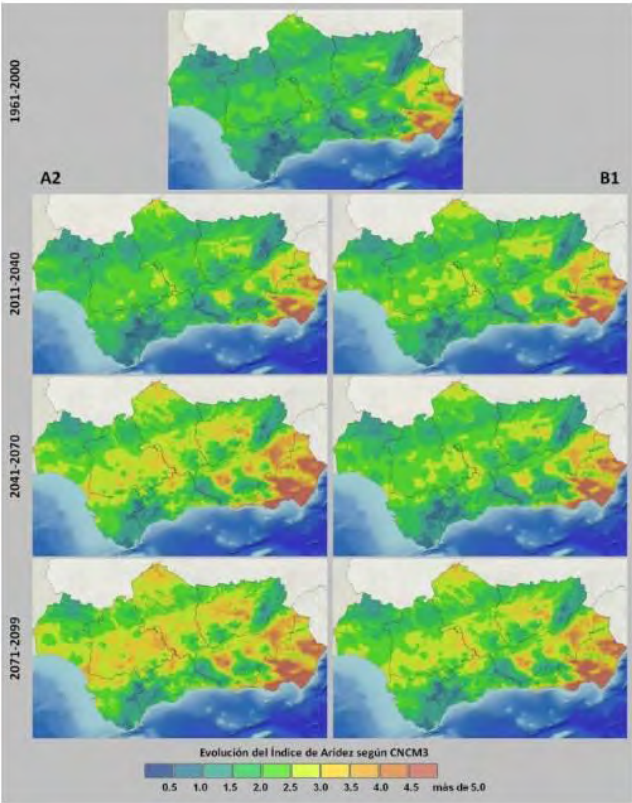 1961-2000
A2
B1
2011-2040
2041-2070
2071-2099
Evolución del Índice de Aridez según CNCM3
0.5 1.0 1.5 2.0 2.5 3.0 3.5 4.0 4.5 más de 5.0